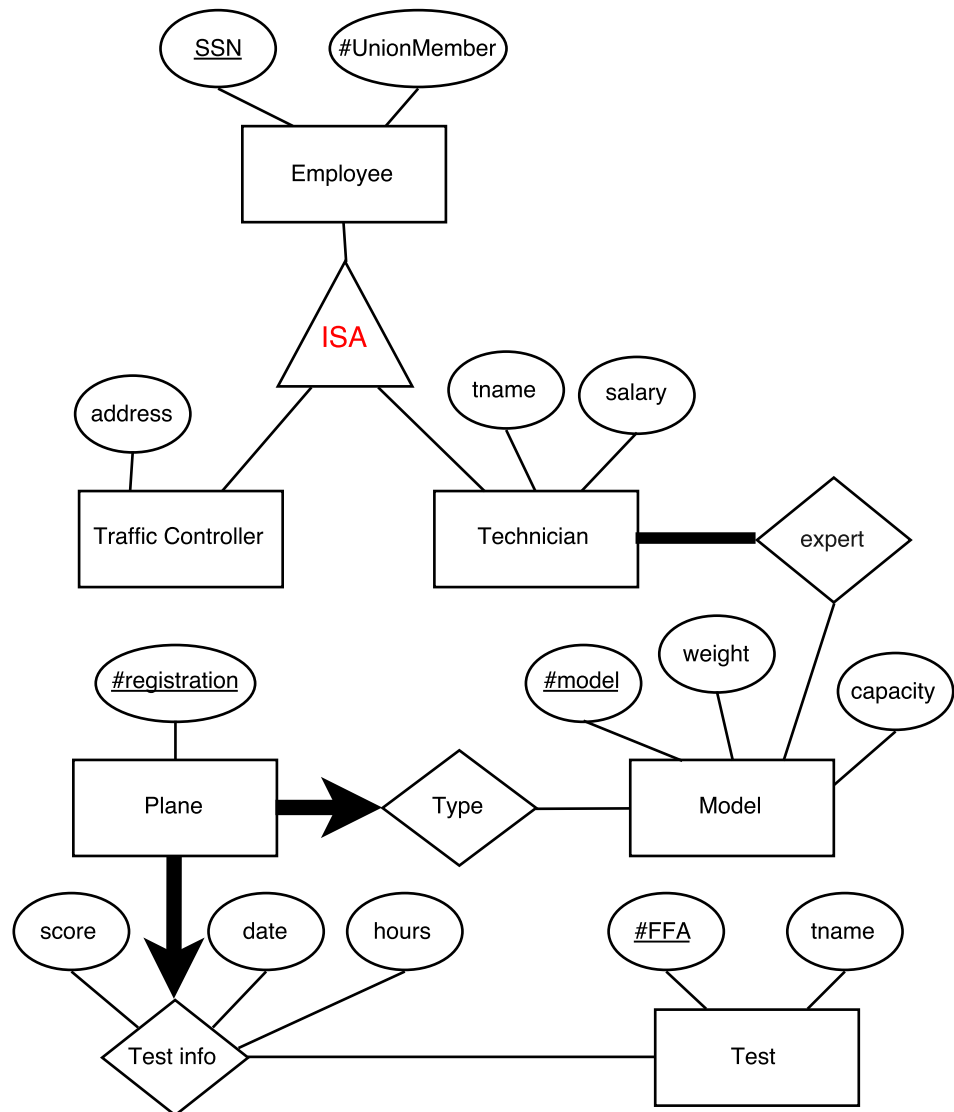 SSN
#UnionMember
Employee
ISA
address
tname
salary
Traffic Controller
Technician
expert
#registration
#model
weight
capacity
Plane
Type
Model
score
date
hours
#FFA
tname
Test info
Test